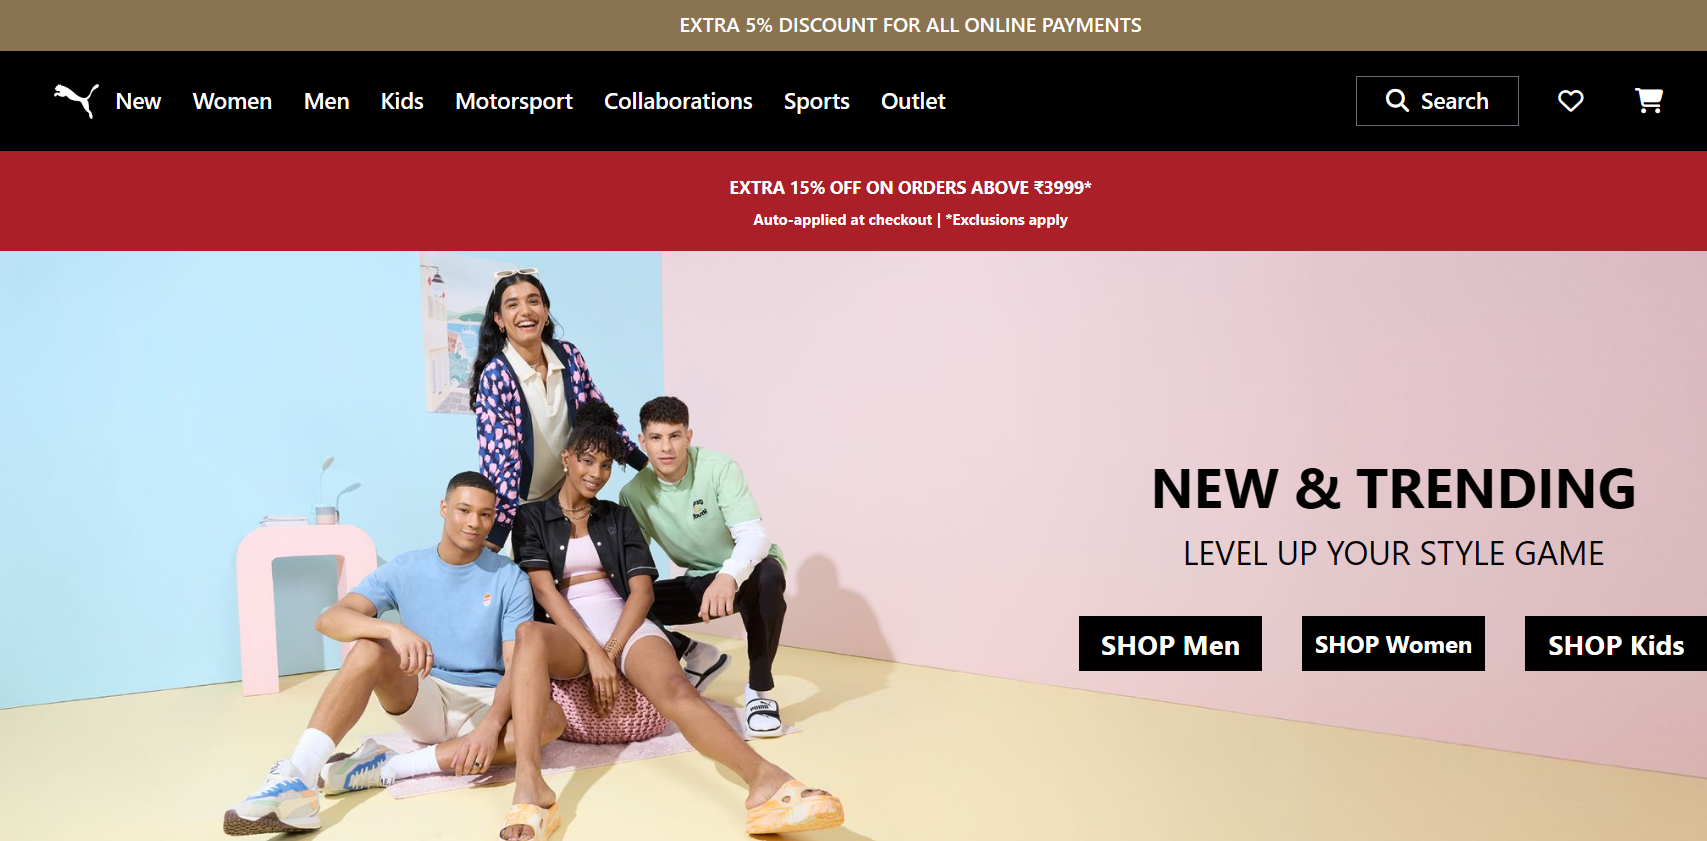 EXTRA 5% DISCOUNT FOR ALL ONLINE PAYMENTS
New Women Men Kids Motorsport Collaborations Sports Outlet Search
EXTRA 15% OFF ON ORDERS ABOVE ₹3999*
Auto-applied at checkout | *Exclusions apply
NEW & TRENDING
LEVEL UP YOUR STYLE GAME
SHOP Men SHOP Women SHOP Kids
PUMA